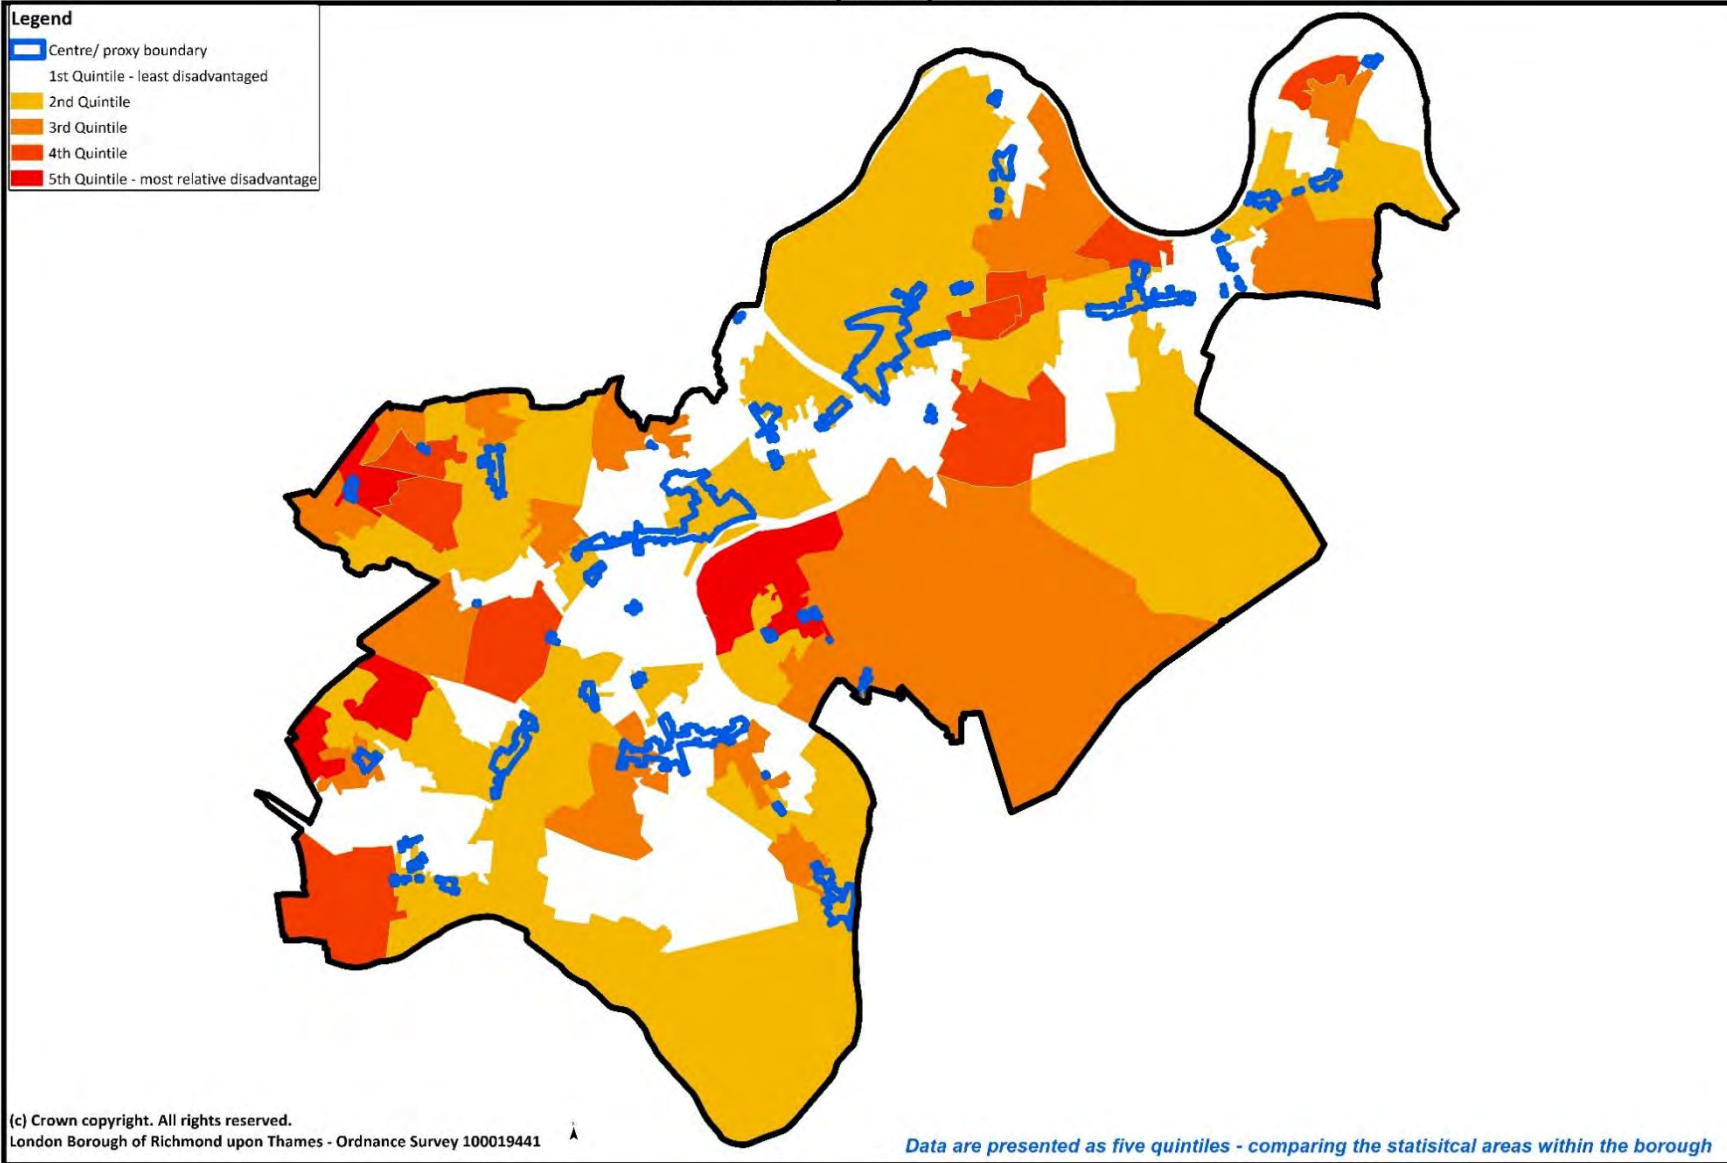 Legend
Centre/ proxy boundary
1st Quintile - least disadvantaged
2nd Quintile
3rd Quintile
4th Quintile
5th Quintile - most relative disadvantage
(c) Crown copyright. All rights reserved.
London Borough of Richmond upon Thames - Ordnance Survey 100019441
Data are presented as five quintiles - comparing the statisitcal areas within the borough